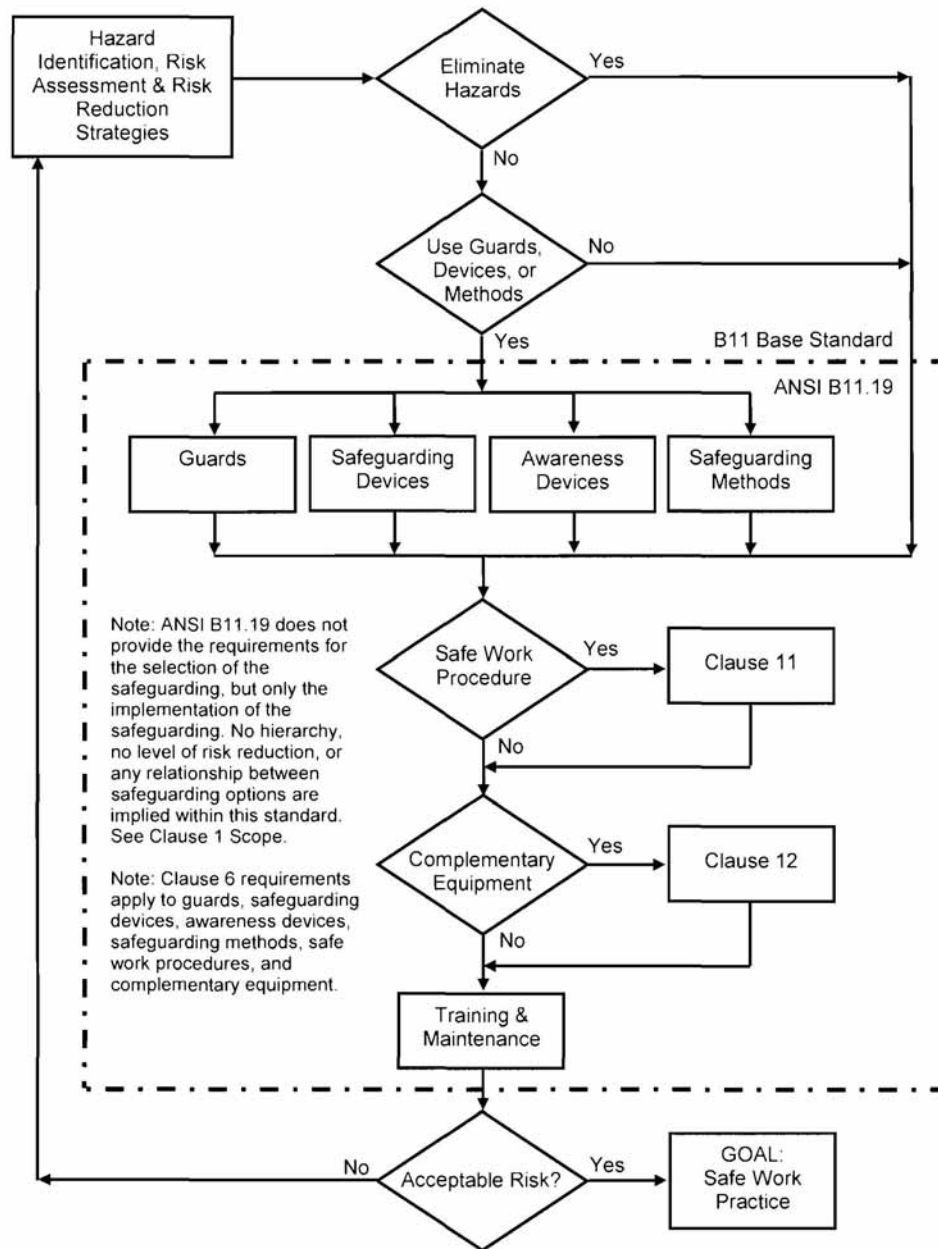 Hazard
Identification, Risk
Assessment & Risk
Reduction
Strategies
Eliminate
Hazards
Yes
No
Use Guards,
Devices, or
Methods
No
Yes
B11 Base Standard
ANSI B11.19
Guards
Safeguarding
Devices
Awareness
Devices
Safeguarding
Methods
Note: ANSI B11.19 does not
provide the requirements for
the selection of the
safeguarding, but only the
implementation of the
safeguarding. No hierarchy,
no level of risk reduction, or
any relationship between
safeguarding options are
implied within this standard.
See Clause 1 Scope.
Note: Clause 6 requirements
apply to guards, safeguarding
devices, awareness devices,
safeguarding methods, safe
work procedures, and
complementary equipment.
Safe Work
Procedure
Yes
Clause 11
No
Complementary
Equipment
Yes
Clause 12
No
Training &
Maintenance
No
Acceptable Risk?
Yes
GOAL:
Safe Work
Practice